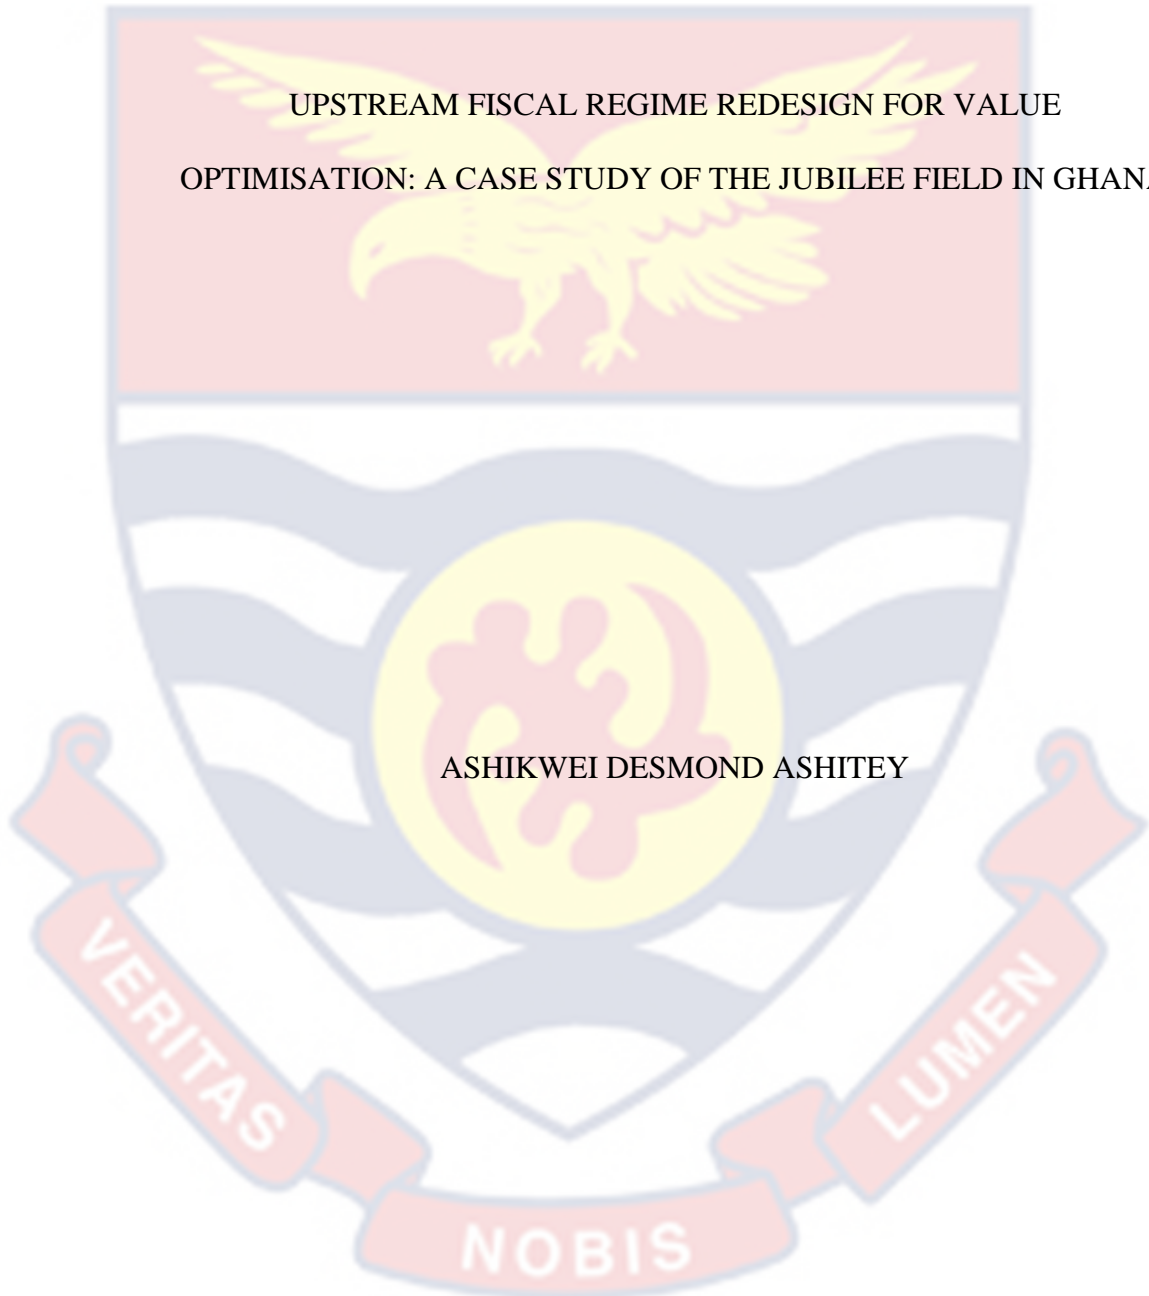 UPSTREAM FISCAL REGIME REDESIGN FOR VALUE
OPTIMISATION: A CASE STUDY OF THE JUBILEE FIELD IN GHANA
ASHIKWEI DESMOND ASHITEY
VERITAS
NOBIS
LUMEN